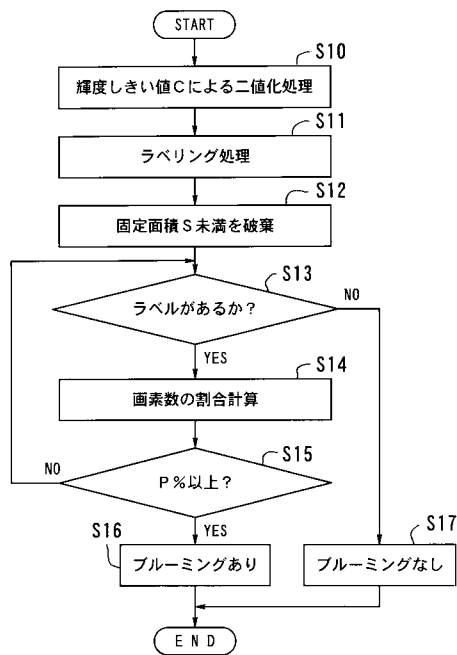 START
S10
輝度しきい値Cによる二値化処理
S11
ラベリング処理
S12
固定面積S未満を破棄
S13
ラベルがあるか？
NO
YES
S14
画素数の割合計算
S15
P%以上？
NO
YES
S16
ブルーミングあり
S17
ブルーミングなし
END